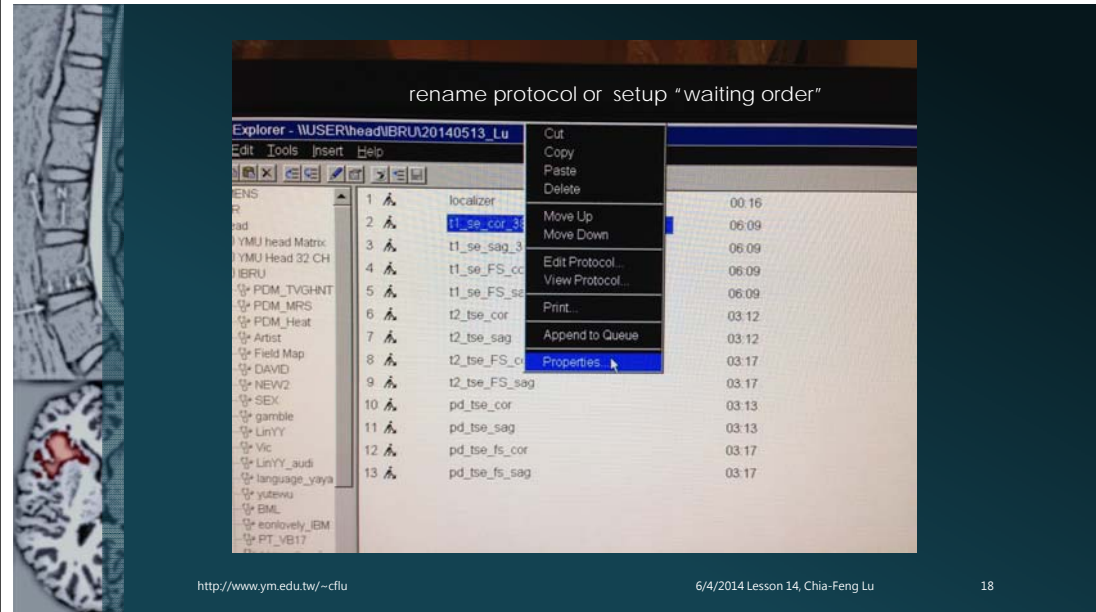 rename protocol or setup “waiting order”
Explorer - \\USER\head\IBRU\20140513_Lu
Edit Tools Insert Help
Cut
Copy
Paste
Delete
Move Up
Move Down
Edit Protocol...
View Protocol...
Print...
Append to Queue
Properties...
YMU head Matrix
YMU Head 32 CH
IBRU
PDM_TVGHNT
PDM_MRS
PDM_Heat
Artist
Field Map
DAVID
NEW2
SEX
gamble
LinYY
Vic
LinYY_audi
language_yaya
yutewu
BML
eonlovely_IBM
PT_VB17
1 localizer 00:16
2 t1_se_cor_38 06:09
3 t1_se_sag_3 06:09
4 t1_se_FS_co 06:09
5 t1_se_FS_sa 06:09
6 t2_tse_cor 03:12
7 t2_tse_sag 03:12
8 t2_tse_FS_co 03:17
9 t2_tse_FS_sag 03:17
10 pd_tse_cor 03:13
11 pd_tse_sag 03:13
12 pd_tse_fs_cor 03:17
13 pd_tse_fs_sag 03:17
http://www.ym.edu.tw/~cflu
6/4/2014 Lesson 14, Chia-Feng Lu
18